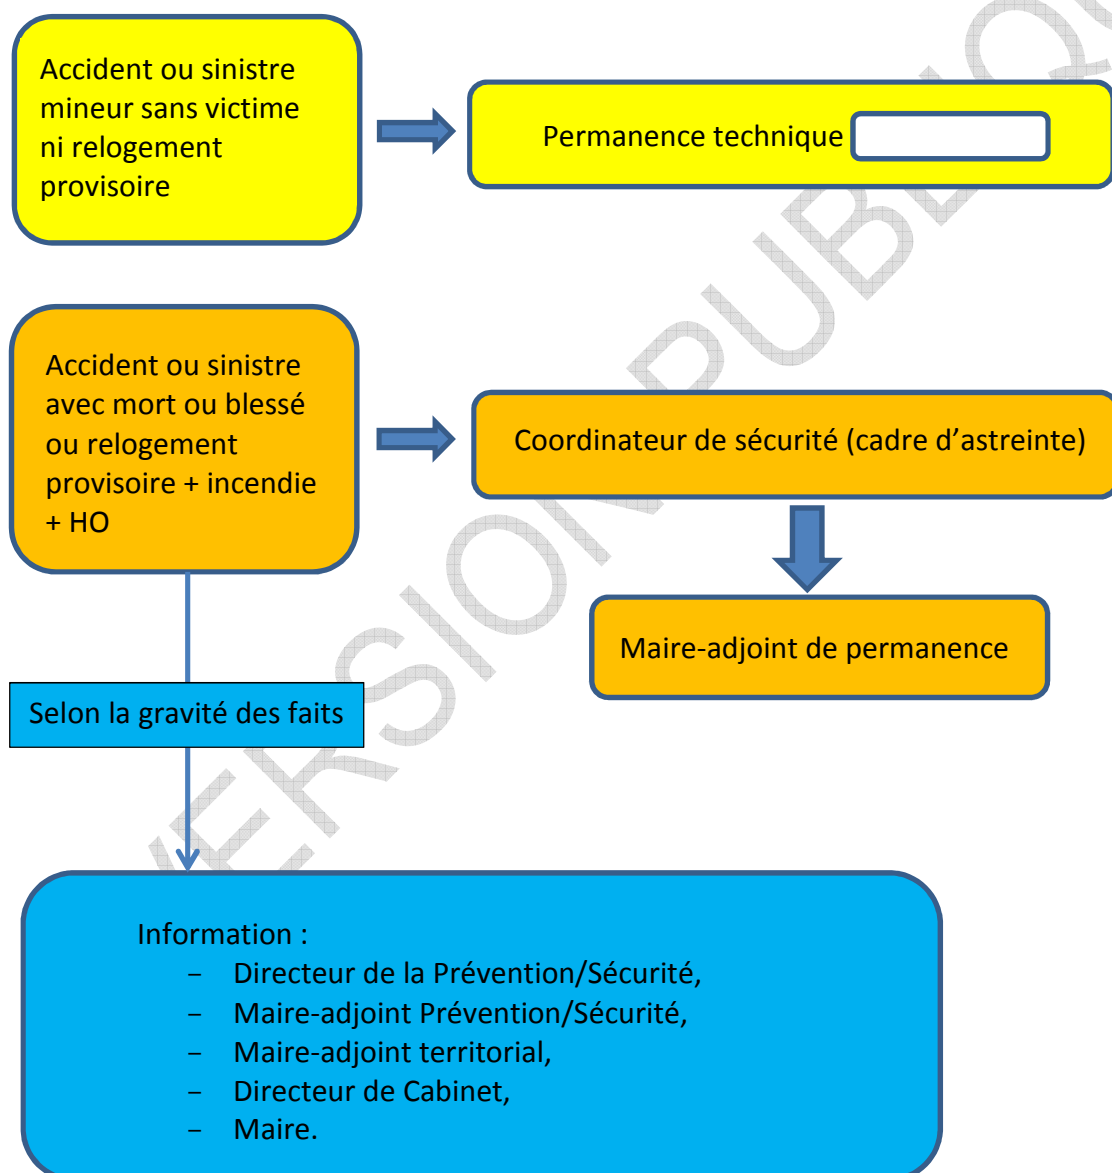 Accident ou sinistre
mineur sans victime
ni relogement
provisoire
Permanence technique
Accident ou sinistre
avec mort ou blessé
ou relogement
provisoire + incendie
+ HO
Coordinateur de sécurité (cadre d’astreinte)
Maire-adjoint de permanence
Selon la gravité des faits
Information :
- Directeur de la Prévention/Sécurité,
- Maire-adjoint Prévention/Sécurité,
- Maire-adjoint territorial,
- Directeur de Cabinet,
- Maire.
VERSION PUBLIQU